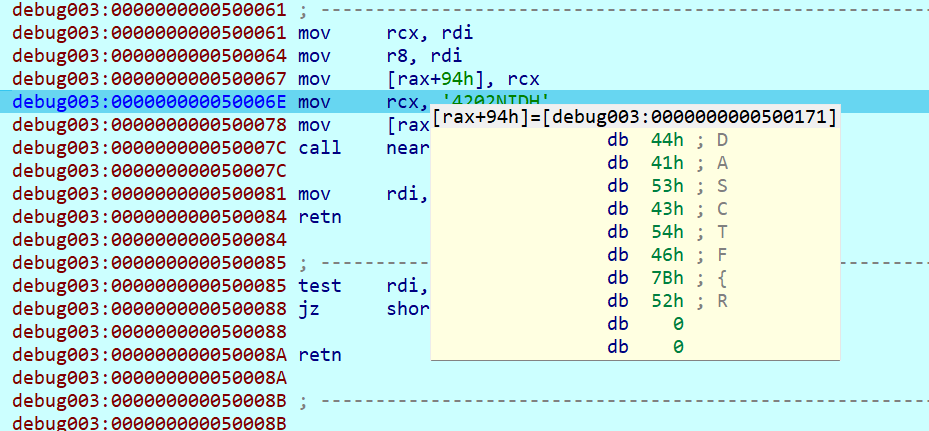 debug003:0000000000500061 ; ----------------------------------------------------------------
debug003:0000000000500061 mov rcx, rdi
debug003:0000000000500064 mov r8, rdi
debug003:0000000000500067 mov [rax+94h], rcx
debug003:000000000050006E mov rcx, '4202NIDH'
debug003:0000000000500078 mov [rax
debug003:000000000050007C call near
debug003:000000000050007C
debug003:0000000000500081 mov rdi,
debug003:0000000000500084 retn
debug003:0000000000500084
debug003:0000000000500085 ; ----------------------------------------------------------------
debug003:0000000000500085 test rdi,
debug003:0000000000500088 jz shor
debug003:0000000000500088
debug003:000000000050008A retn
debug003:000000000050008A
debug003:000000000050008B ; ----------------------------------------------------------------
debug003:000000000050008B
[rax+94h]=[debug003:0000000000500171]
db 44h ; D
db 41h ; A
db 53h ; S
db 43h ; C
db 54h ; T
db 46h ; F
db 7Bh ; {
db 52h ; R
db 0
db 0